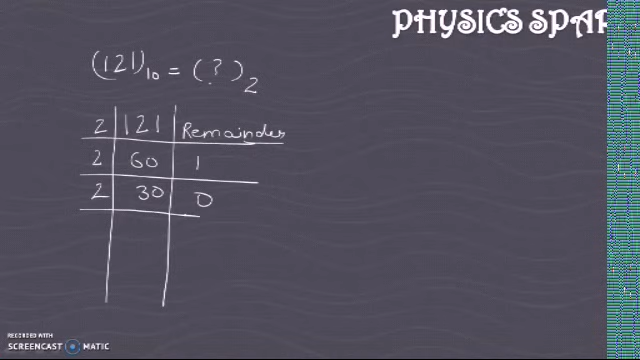 PHYSICS SPAR
(121)₁₀ = (?)₂
2 121 Remainder
2 60 1
2 30 0
RECORDED WITH
SCREENCAST MATIC